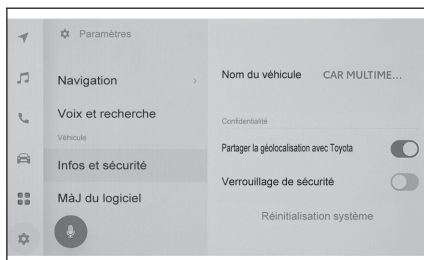 Paramètres
Navigation
Voix et recherche
Véhicule
Infos et sécurité
MàJ du logiciel
Nom du véhicule CAR MULTIME...
Confidentialité
Partager la géolocalisation avec Toyota
Verrouillage de sécurité
Réinitialisation système